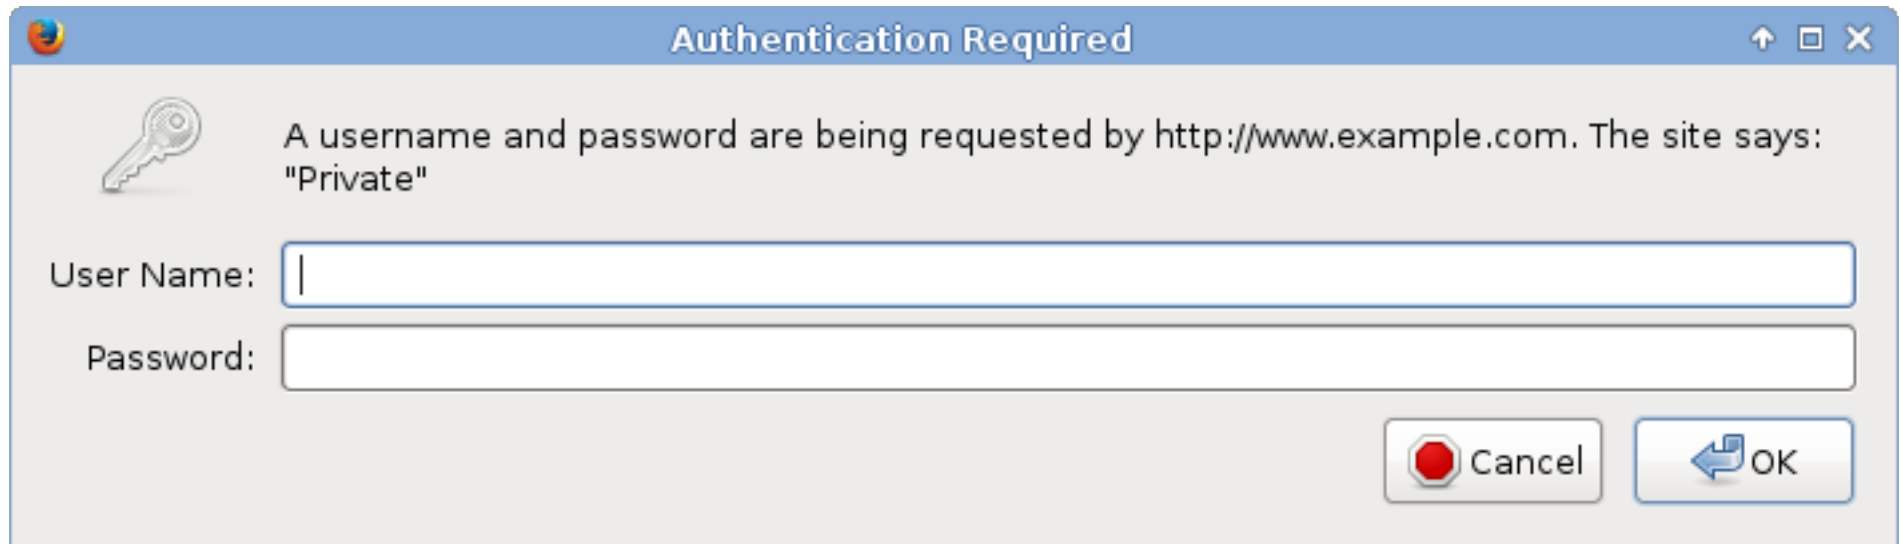 Authentication Required
A username and password are being requested by http://www.example.com. The site says:
"Private"
User Name:
Password:
Cancel
OK